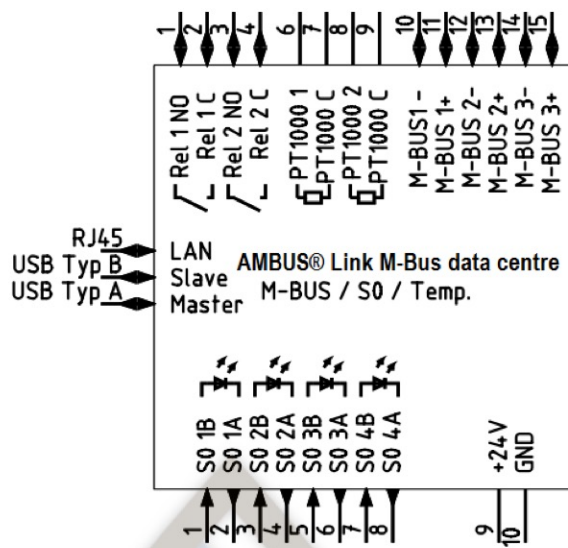 1 2 3 4 6 7 8 9 10 11 12 13 14 15
Rel 1 NO
Rel 1 C
Rel 2 NO
Rel 2 C
PT1000 1
PT1000 C
PT1000 2
PT1000 C
M-BUS1 -
M-BUS 1+
M-BUS 2-
M-BUS 2+
M-BUS 3-
M-BUS 3+
RJ45 LAN
USB Typ B Slave AMBUS® Link M-Bus data centre
USB Typ A Master M-BUS / S0 / Temp.
S0 1B
S0 1A
S0 2B
S0 2A
S0 3B
S0 3A
S0 4B
S0 4A
+24V
GND
1 2 3 4 5 6 7 8 9 10